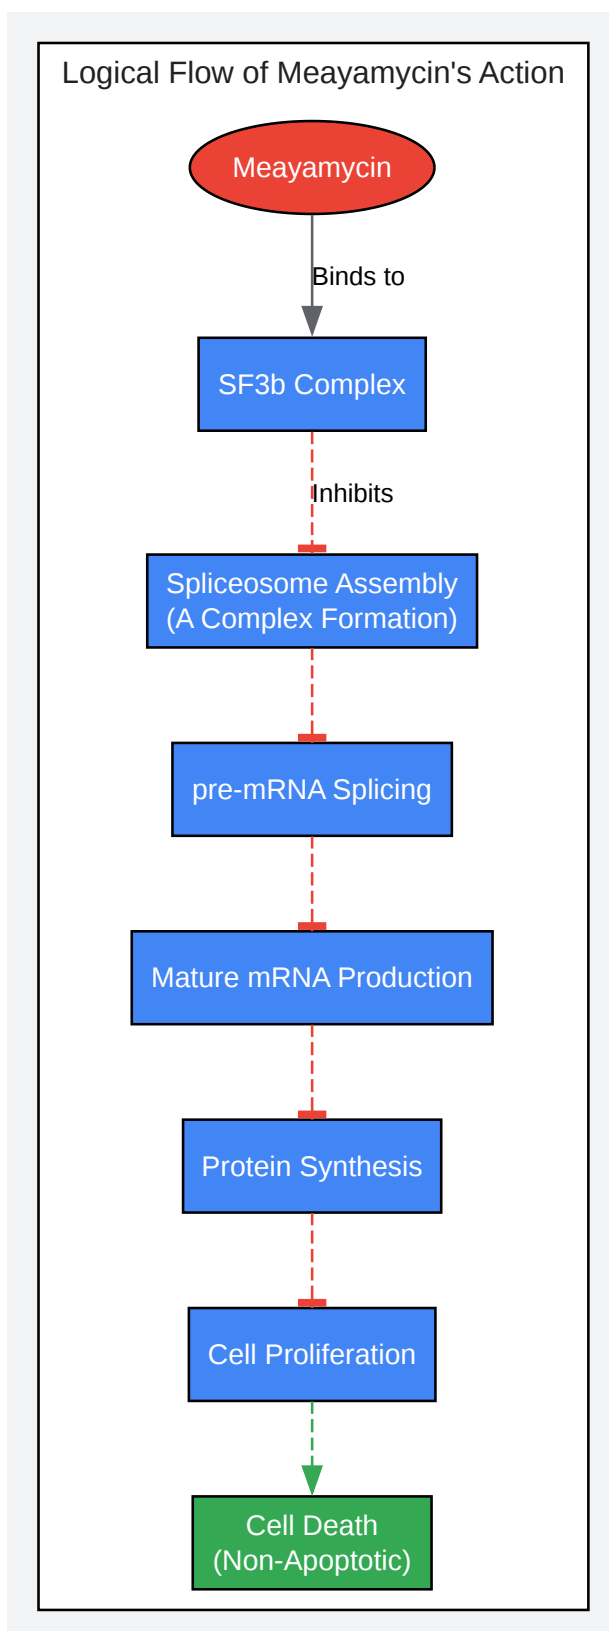 Logical Flow of Meayamycin's Action
Meayamycin
Binds to
SF3b Complex
Inhibits
Spliceosome Assembly
(A Complex Formation)
pre-mRNA Splicing
Mature mRNA Production
Protein Synthesis
Cell Proliferation
Cell Death
(Non-Apoptotic)